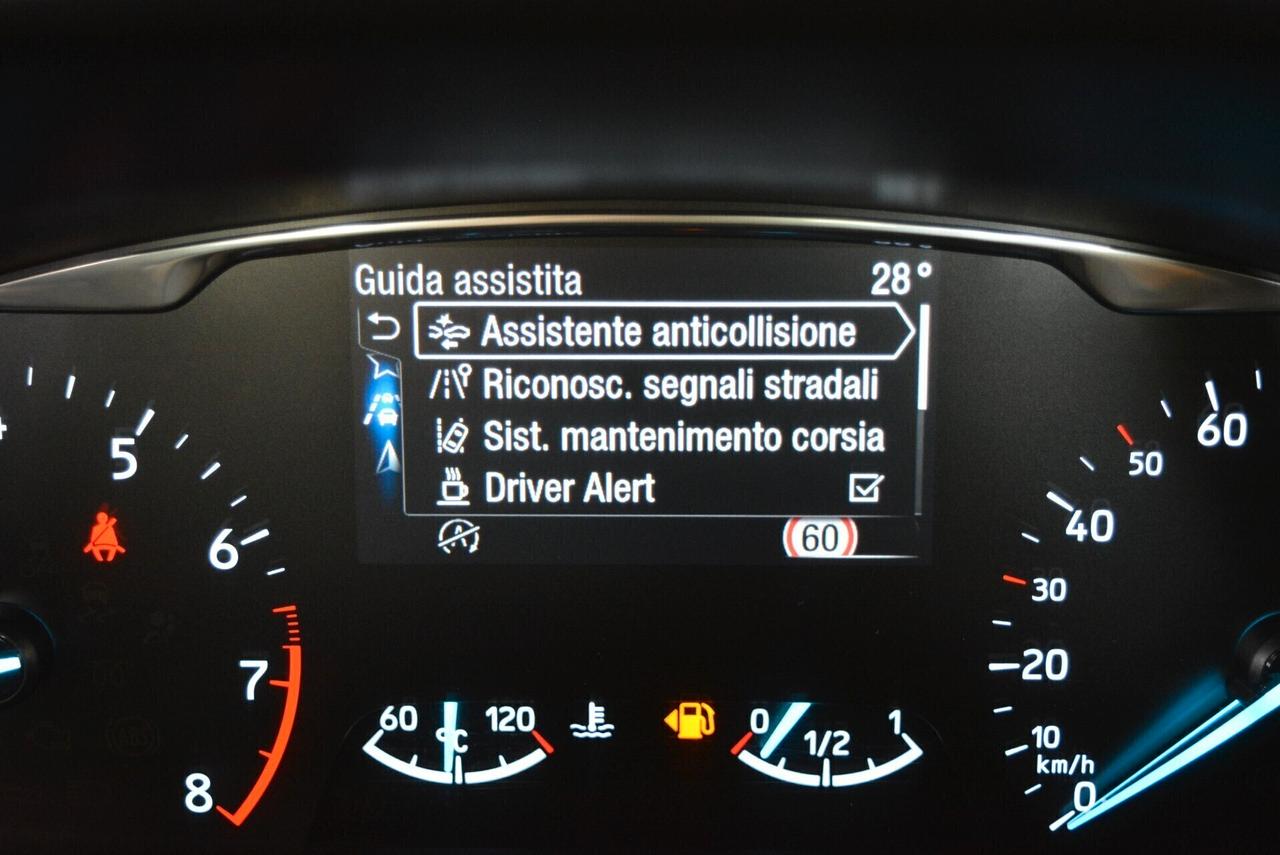 Guida assistita 28°
Assistente anticollisione
Riconosc. segnali stradali
Sist. mantenimento corsia
Driver Alert
60
5
6
7
8
60
50
40
30
20
10
km/h
0
60 °C 120
0 1/2 1